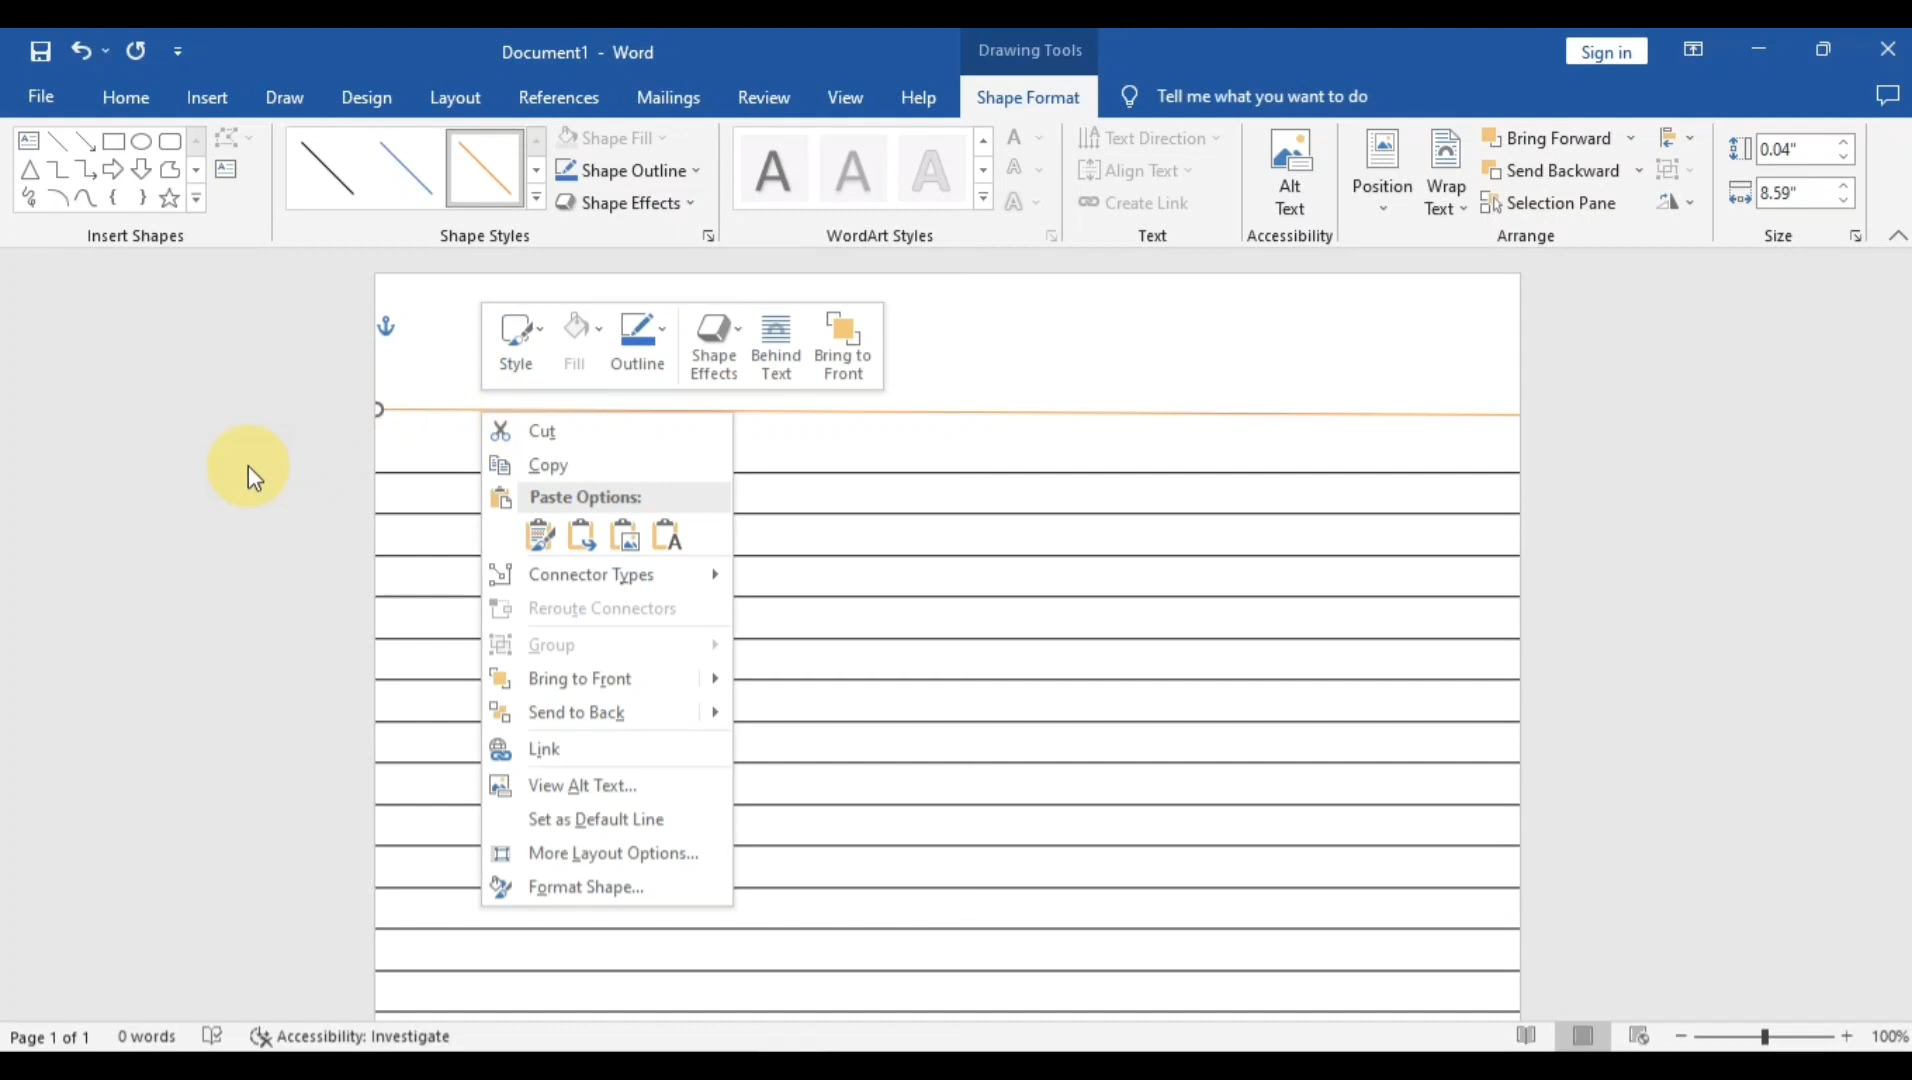 Document1 - Word
Drawing Tools
Sign in
File Home Insert Draw Design Layout References Mailings Review View Help Shape Format Tell me what you want to do
Shape Fill
Shape Outline
Shape Effects
Insert Shapes
Shape Styles
A A A
WordArt Styles
A
A
A
Text Direction
Align Text
Create Link
Text
Alt
Text
Accessibility
Position
Wrap
Text
Bring Forward
Send Backward
Selection Pane
Arrange
0.04"
8.59"
Size
Style
Fill
Outline
Shape
Effects
Behind
Text
Bring to
Front
Cut
Copy
Paste Options:
Connector Types
Reroute Connectors
Group
Bring to Front
Send to Back
Link
View Alt Text...
Set as Default Line
More Layout Options...
Format Shape...
Page 1 of 1 0 words Accessibility: Investigate 100%